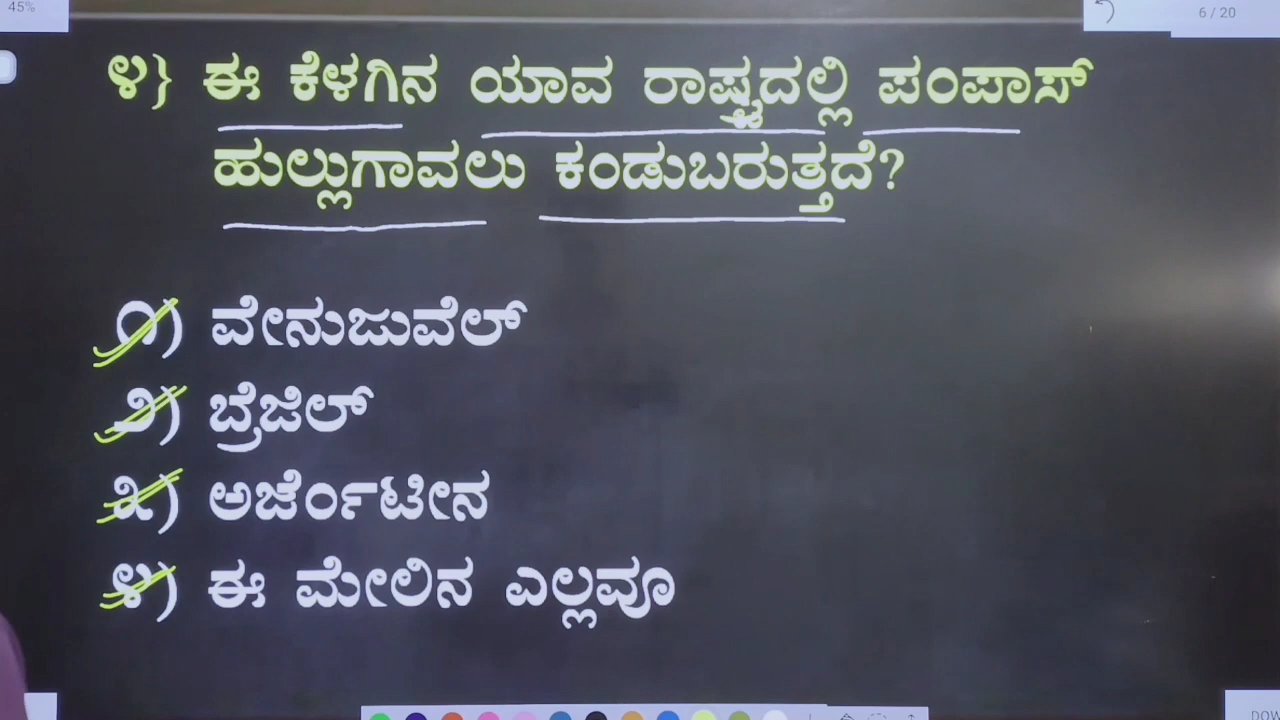 45%
6 / 20
೪} ಈ ಕೆಳಗಿನ ಯಾವ ರಾಷ್ಟ್ರದಲ್ಲಿ ಪಂಪಾಸ್
ಹುಲ್ಲುಗಾವಲು ಕಂಡುಬರುತ್ತದೆ?
೧) ವೇನುಜುವೆಲ್
೨) ಬ್ರೆಜಿಲ್
೩) ಅರ್ಜೆಂಟೀನ
೪) ಈ ಮೇಲಿನ ಎಲ್ಲವೂ